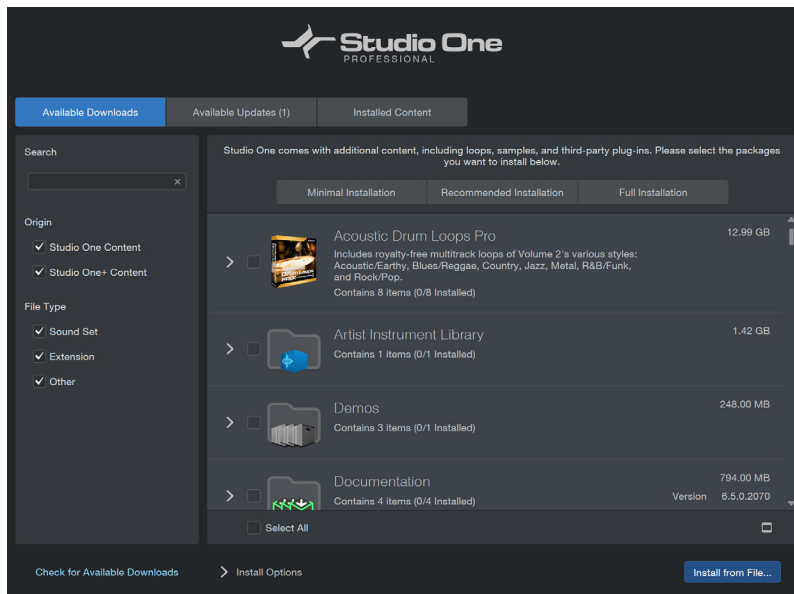 Studio One
PROFESSIONAL
Available Downloads
Available Updates (1)
Installed Content
Search
Origin
Studio One Content
Studio One+ Content
File Type
Sound Set
Extension
Other
Studio One comes with additional content, including loops, samples, and third-party plug-ins. Please select the packages
you want to install below.
Minimal Installation
Recommended Installation
Full Installation
Acoustic Drum Loops Pro
12.99 GB
Includes royalty-free multitrack loops of Volume 2's various styles:
Acoustic/Earthy, Blues/Reggae, Country, Jazz, Metal, R&B/Funk,
and Rock/Pop.
Contains 8 items (0/8 Installed)
Artist Instrument Library
1.42 GB
Contains 1 items (0/1 Installed)
Demos
248.00 MB
Contains 3 items (0/1 Installed)
Documentation
794.00 MB
Contains 4 items (0/4 Installed)
Version 6.5.0.2070
Select All
Check for Available Downloads
Install Options
Install from File...